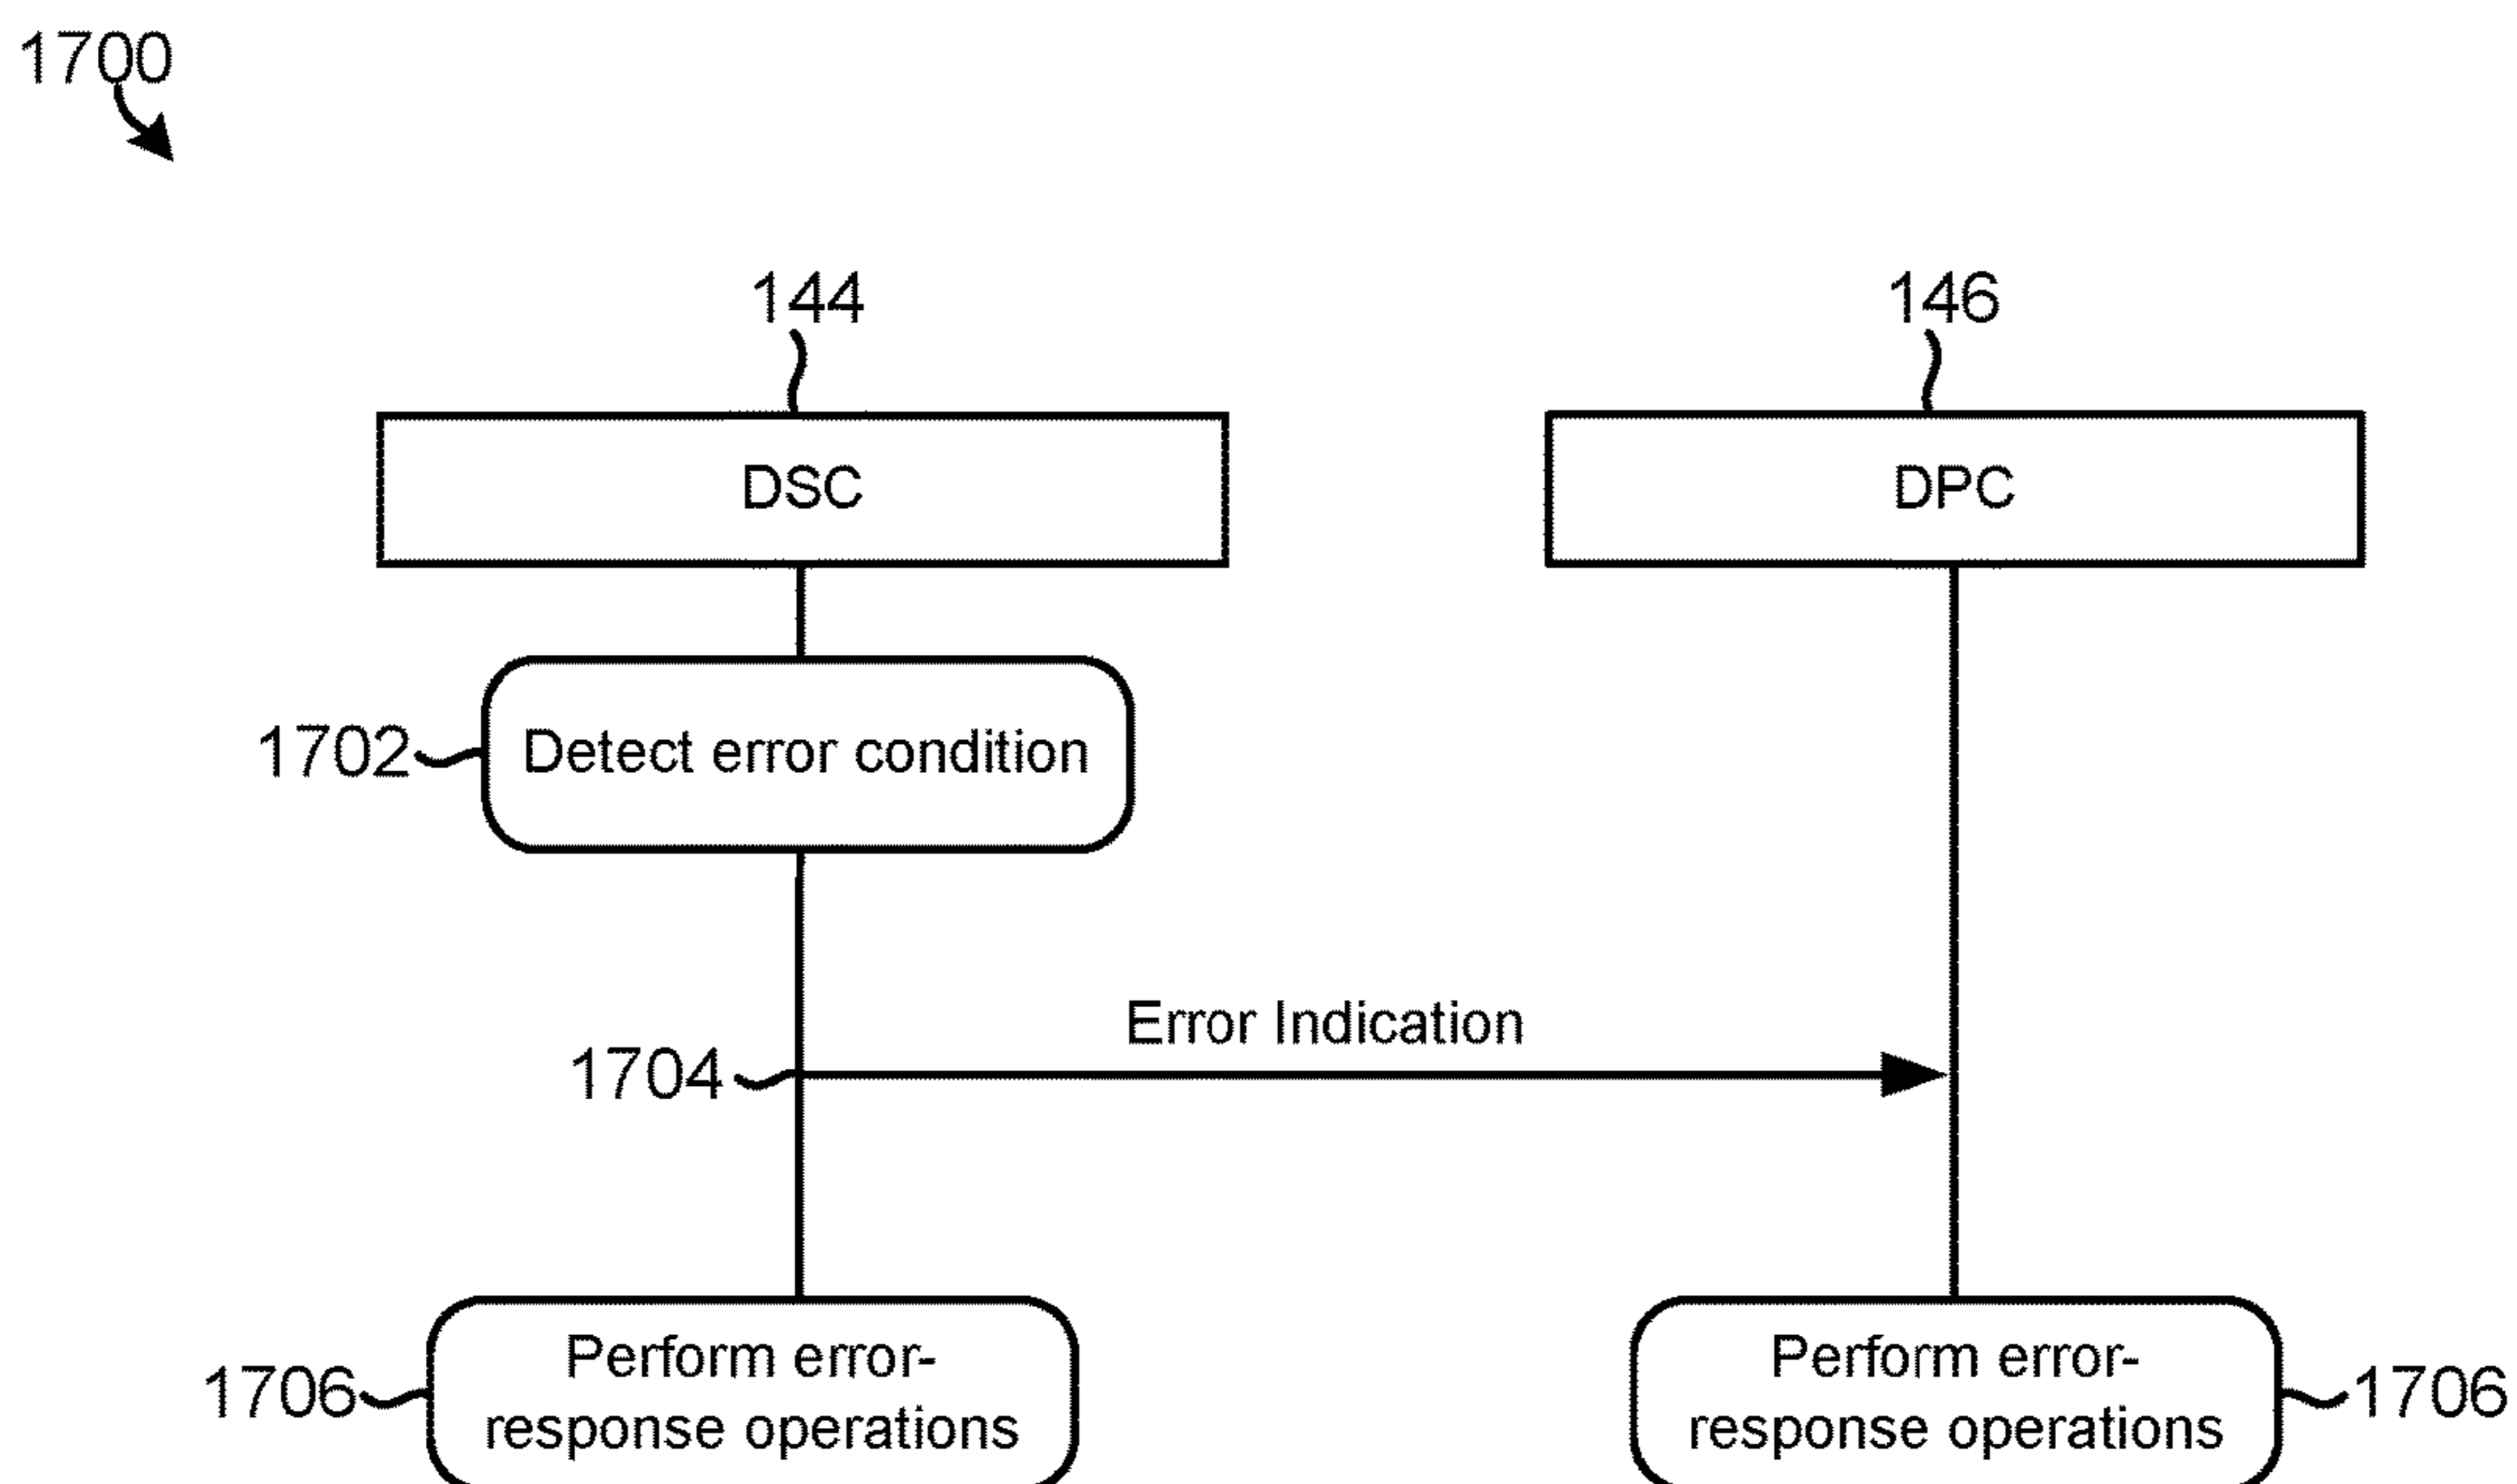 1700
144
146
DSC
DPC
1702
Detect error condition
Error Indication
1704
1706
Perform error-
response operations
Perform error-
response operations
1706